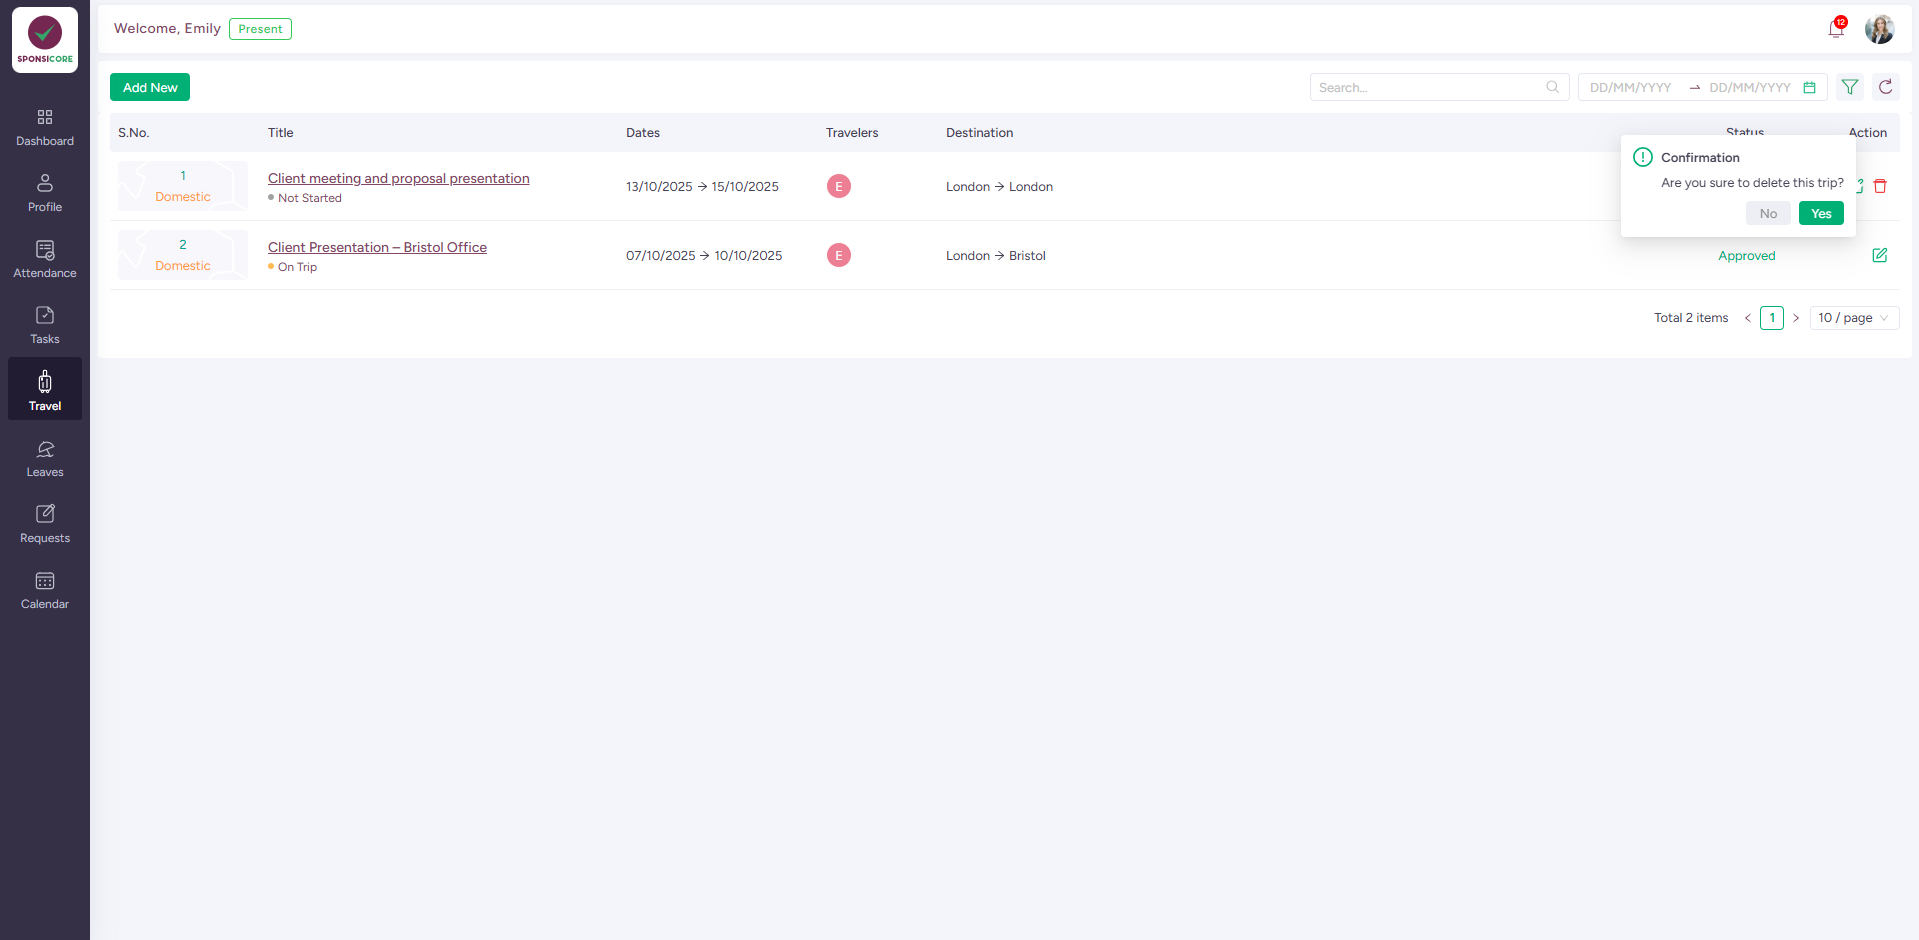 SPONSICORE
Welcome, Emily
Present
12
Dashboard
Profile
Attendance
Tasks
Travel
Leaves
Requests
Calendar
Add New
Search...
DD/MM/YYYY
DD/MM/YYYY
S.No. Title Dates Travelers Destination Status Action
1
Domestic
Client meeting and proposal presentation
Not Started
13/10/2025 → 15/10/2025
E
London → London
Confirmation
Are you sure to delete this trip?
No
Yes
2
Domestic
Client Presentation – Bristol Office
On Trip
07/10/2025 → 10/10/2025
E
London → Bristol
Approved
Total 2 items < 1 > 10 / page